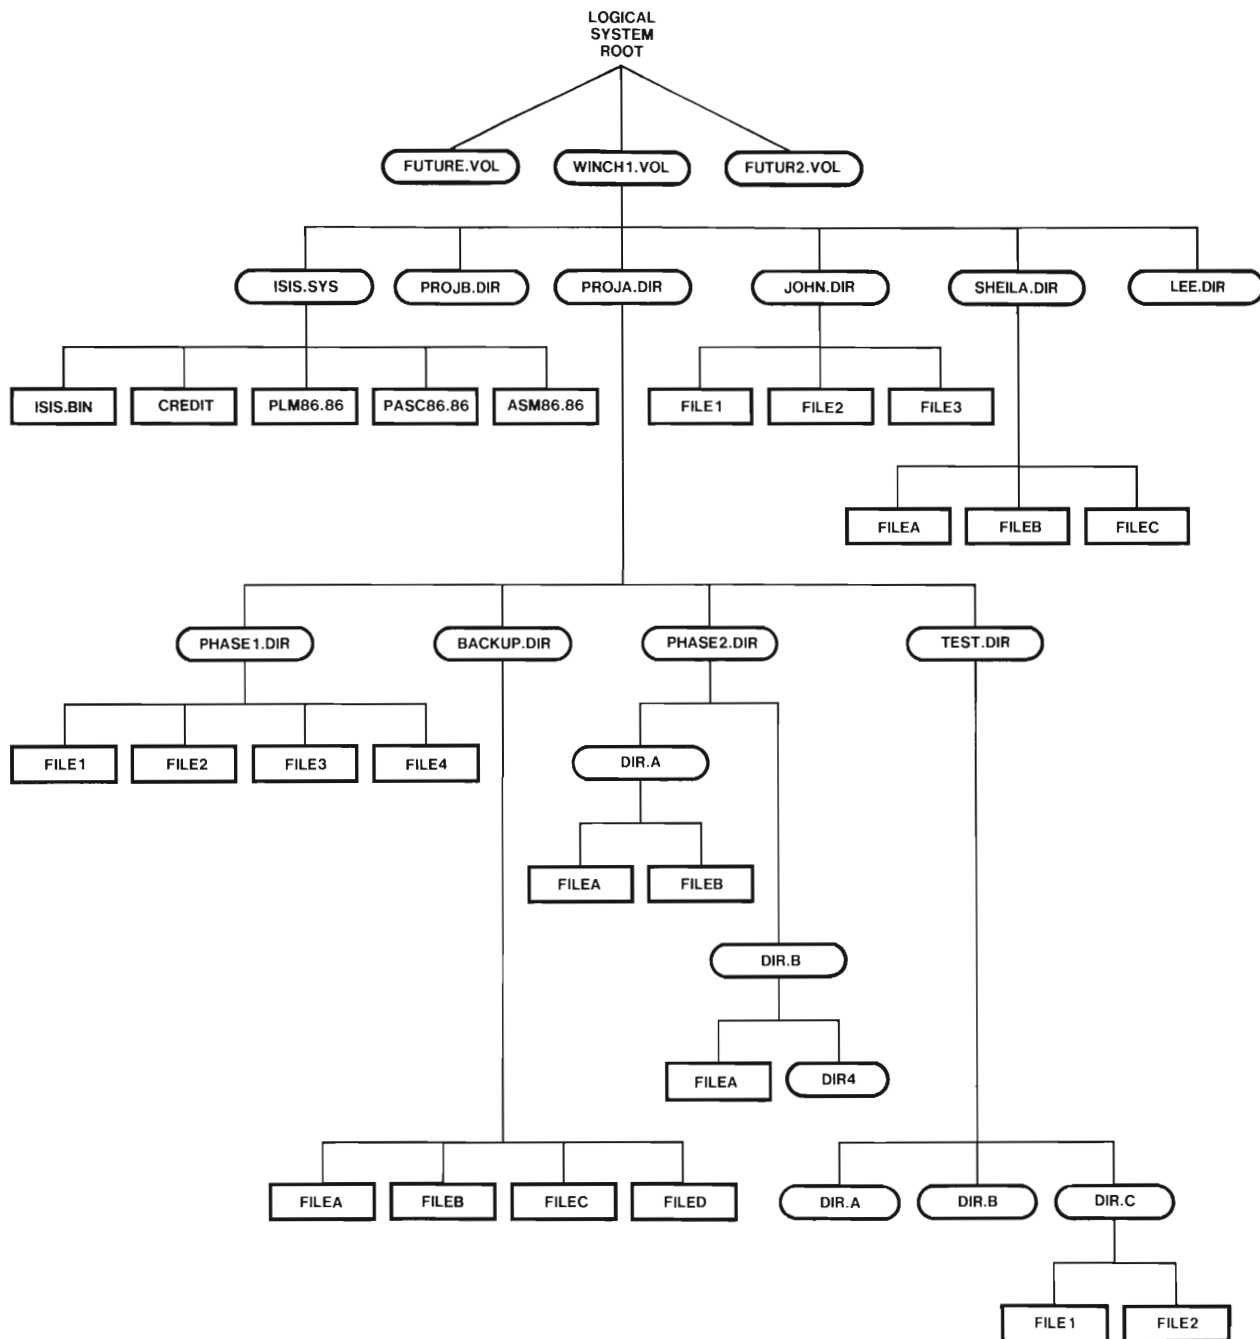 LOGICAL
SYSTEM
ROOT
FUTURE.VOL
WINCH1.VOL
FUTUR2.VOL
ISIS.SYS
PROJB.DIR
PROJA.DIR
JOHN.DIR
SHEILA.DIR
LEE.DIR
ISIS.BIN
CREDIT
PLM86.86
PASC86.86
ASM86.86
FILE1
FILE2
FILE3
FILEA
FILEB
FILEC
PHASE1.DIR
BACKUP.DIR
PHASE2.DIR
TEST.DIR
FILE1
FILE2
FILE3
FILE4
DIR.A
FILEA
FILEB
DIR.B
FILEA
DIR4
FILEA
FILEB
FILEC
FILED
DIR.A
DIR.B
DIR.C
FILE1
FILE2